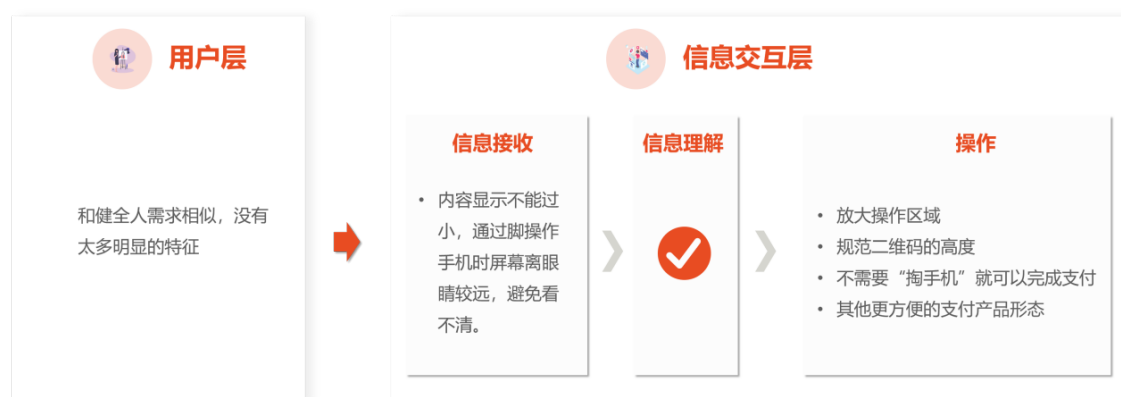 用户层
和健全人需求相似，没有
太多明显的特征
信息交互层
信息接收
• 内容显示不能过
小，通过脚操作
手机时屏幕离眼
睛较远，避免看
不清。
信息理解
操作
• 放大操作区域
• 规范二维码的高度
• 不需要“掏手机”就可以完成支付
• 其他更方便的支付产品形态